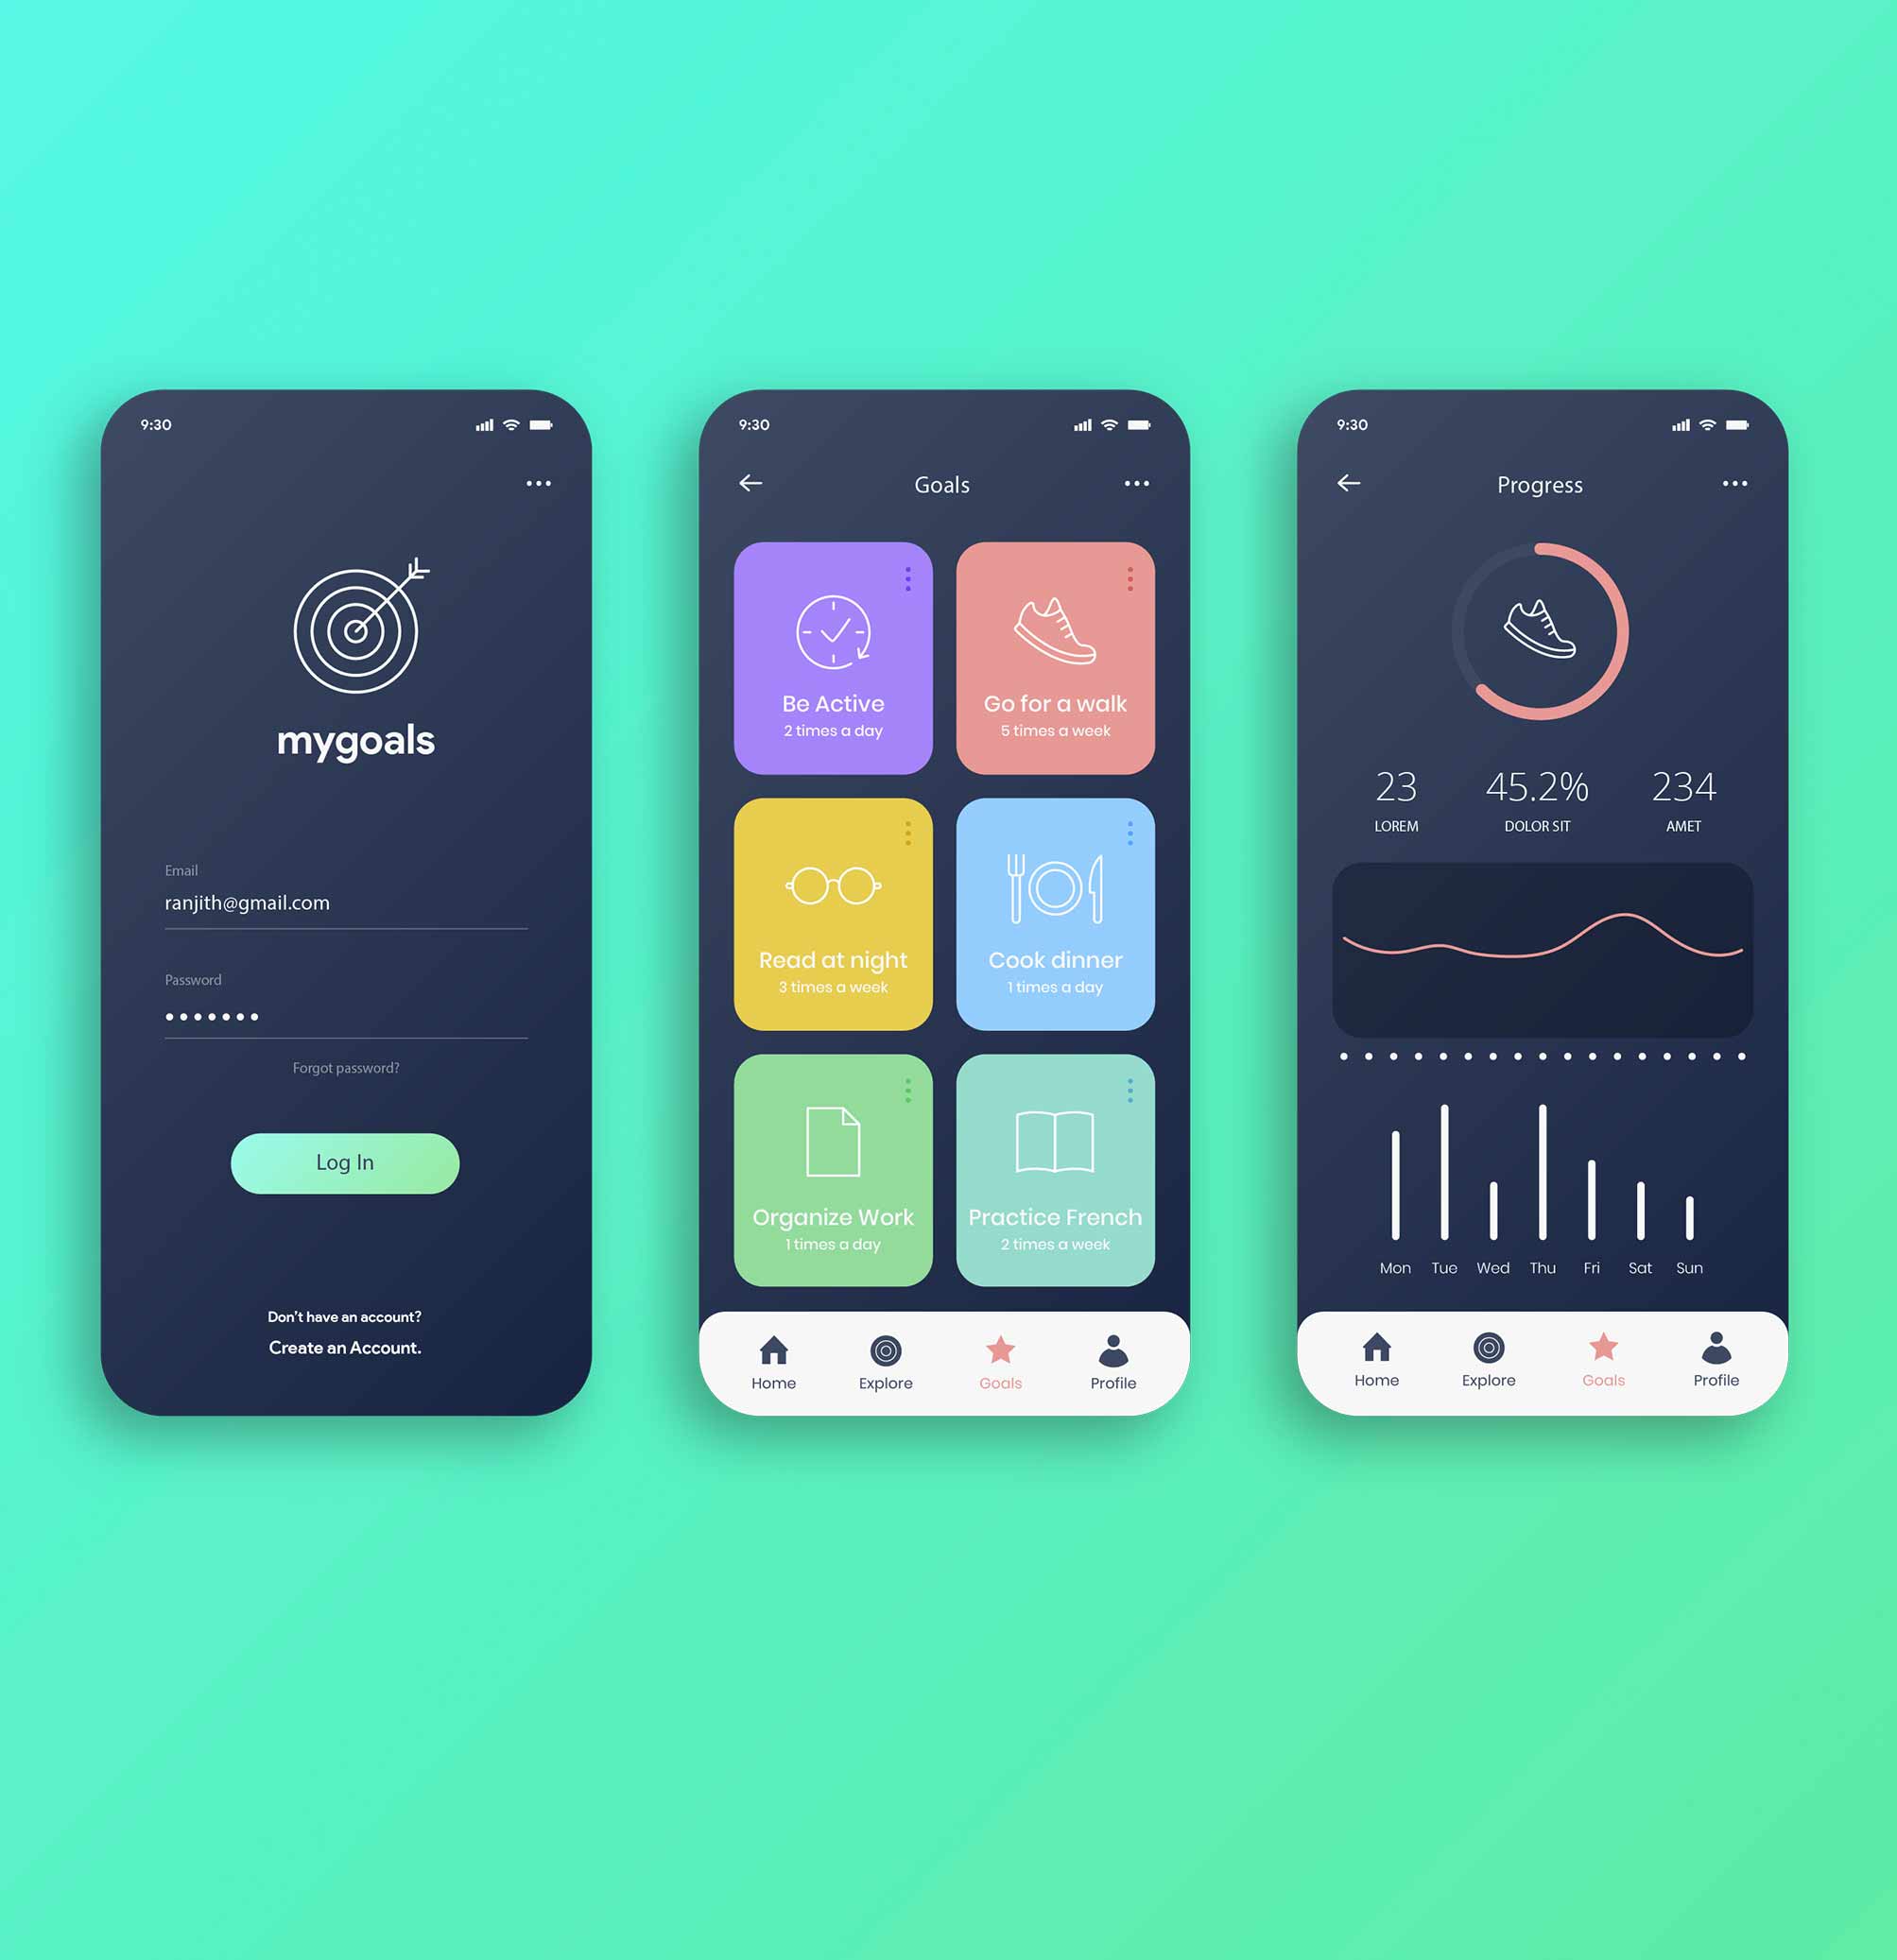 9:30
mygoals
Email
ranjith@gmail.com
Password
Forgot password?
Log In
Don't have an account?
Create an Account.
9:30
Goals
Be Active
2 times a day
Go for a walk
5 times a week
Read at night
3 times a week
Cook dinner
1 times a day
Organize Work
1 times a day
Practice French
2 times a week
Home Explore Goals Profile
9:30
Progress
23 45.2% 234
LOREM DOLOR SIT AMET
Mon Tue Wed Thu Fri Sat Sun
Home Explore Goals Profile